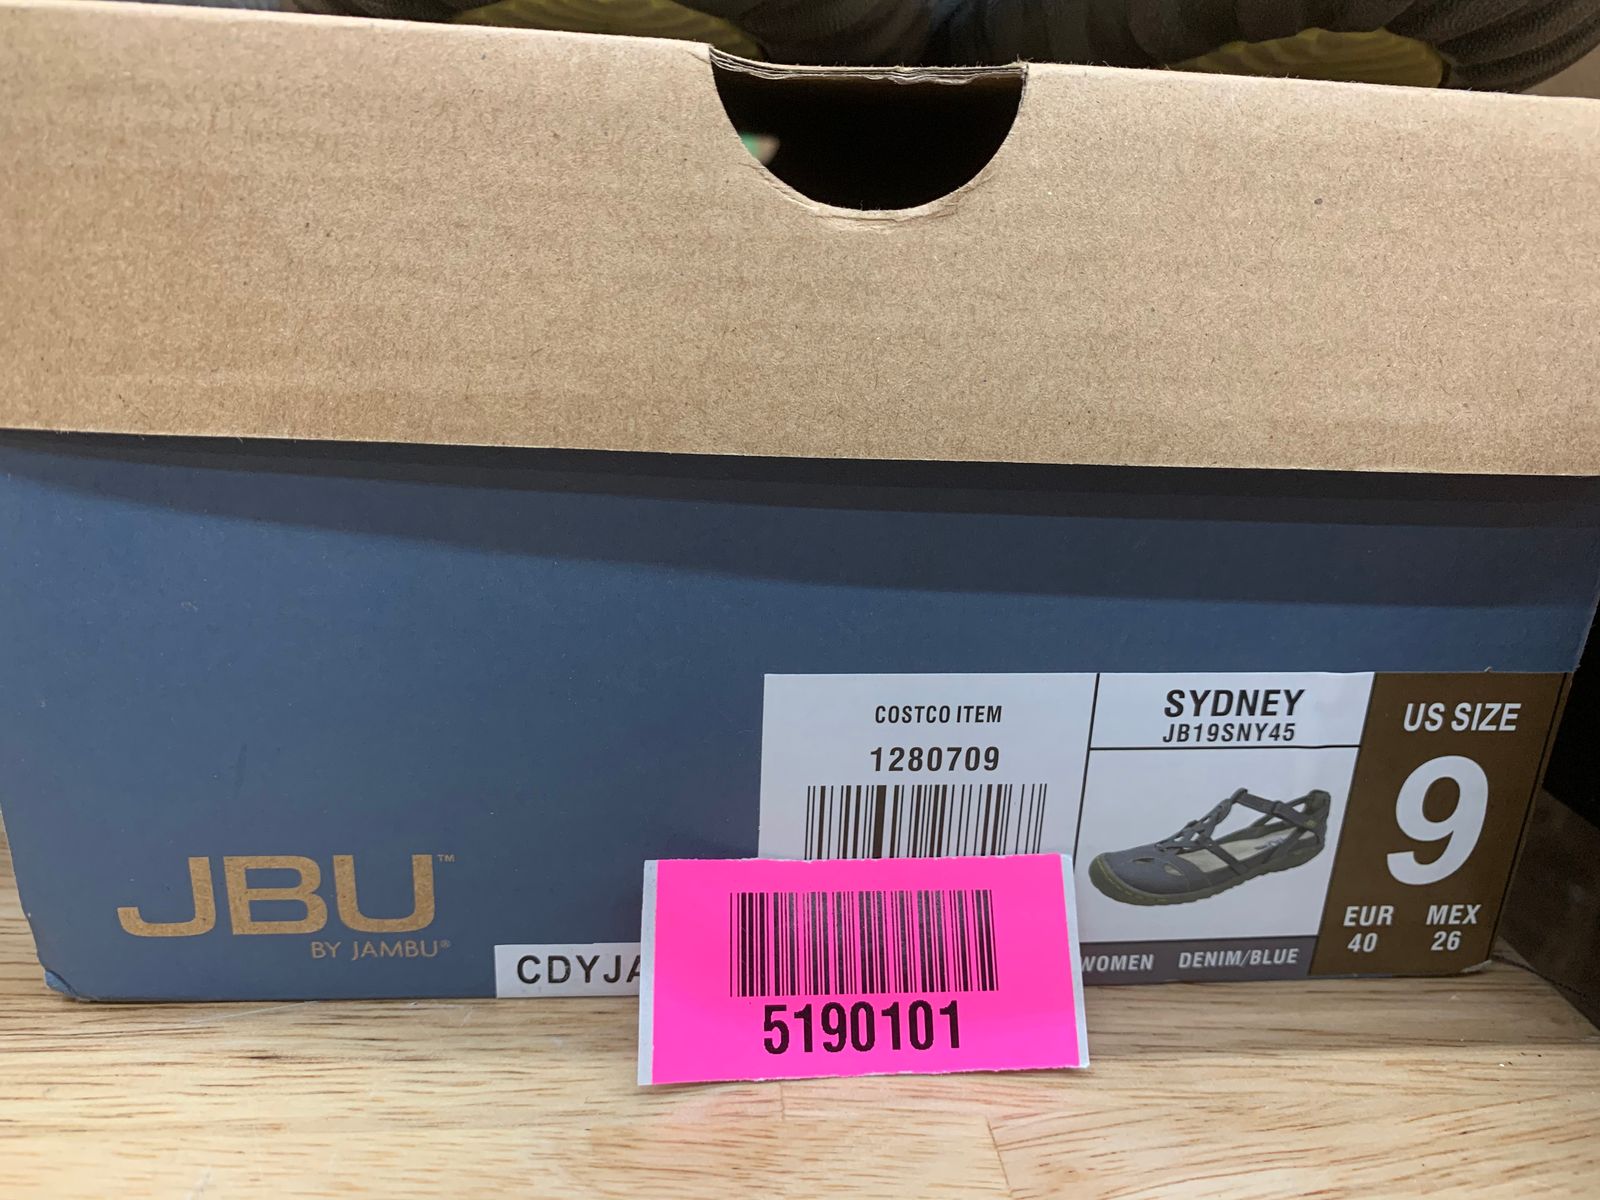 COSTCO ITEM
1280709
SYDNEY
JB19SNY45
US SIZE
9
EUR
40
MEX
26
WOMEN DENIM/BLUE
JBU™
BY JAMBU®
CDYJA
5190101